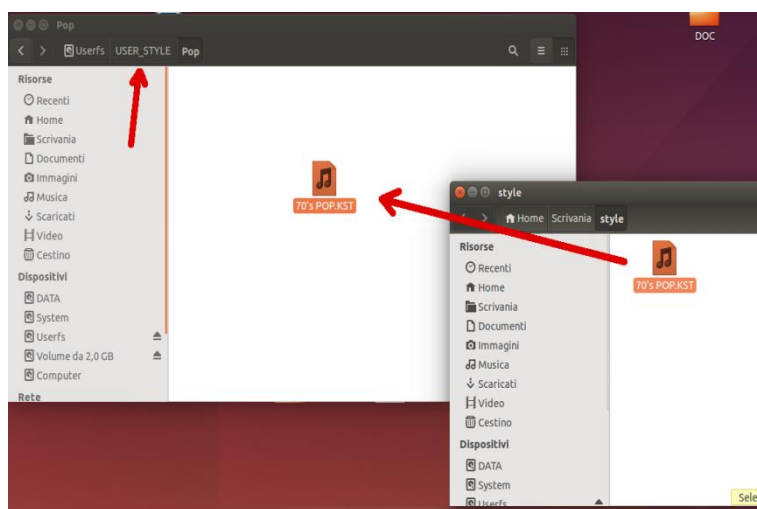 Pop
Userfs USER_STYLE Pop
Risorse
Recenti
Home
Scrivania
Documenti
Immagini
Musica
Scaricati
Video
Cestino
Dispositivi
DATA
System
Userfs
Volume da 2,0 GB
Computer
Rete
70's POP.KST
DOC
style
Home Scrivania style
Risorse
Recenti
Home
Scrivania
Documenti
Immagini
Musica
Scaricati
Video
Cestino
Dispositivi
DATA
System
Userfs
70's POP.KST
Sele